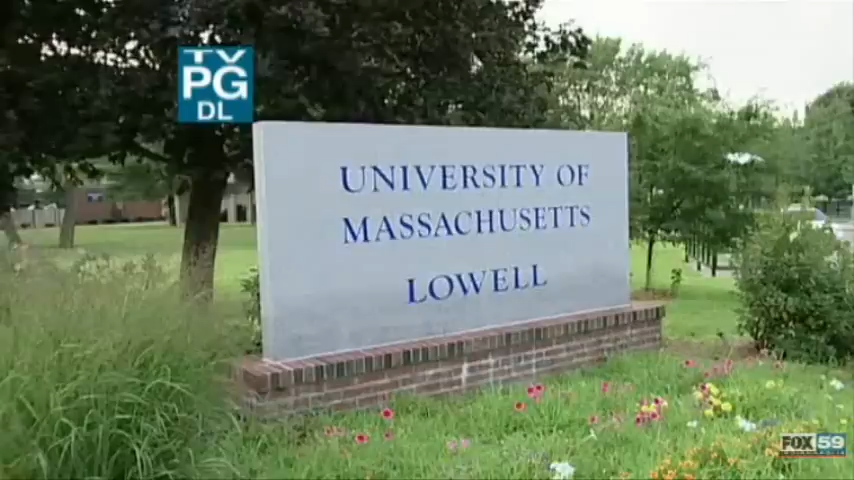 TV
PG
DL
UNIVERSITY OF
MASSACHUSETTS
LOWELL
FOX 59